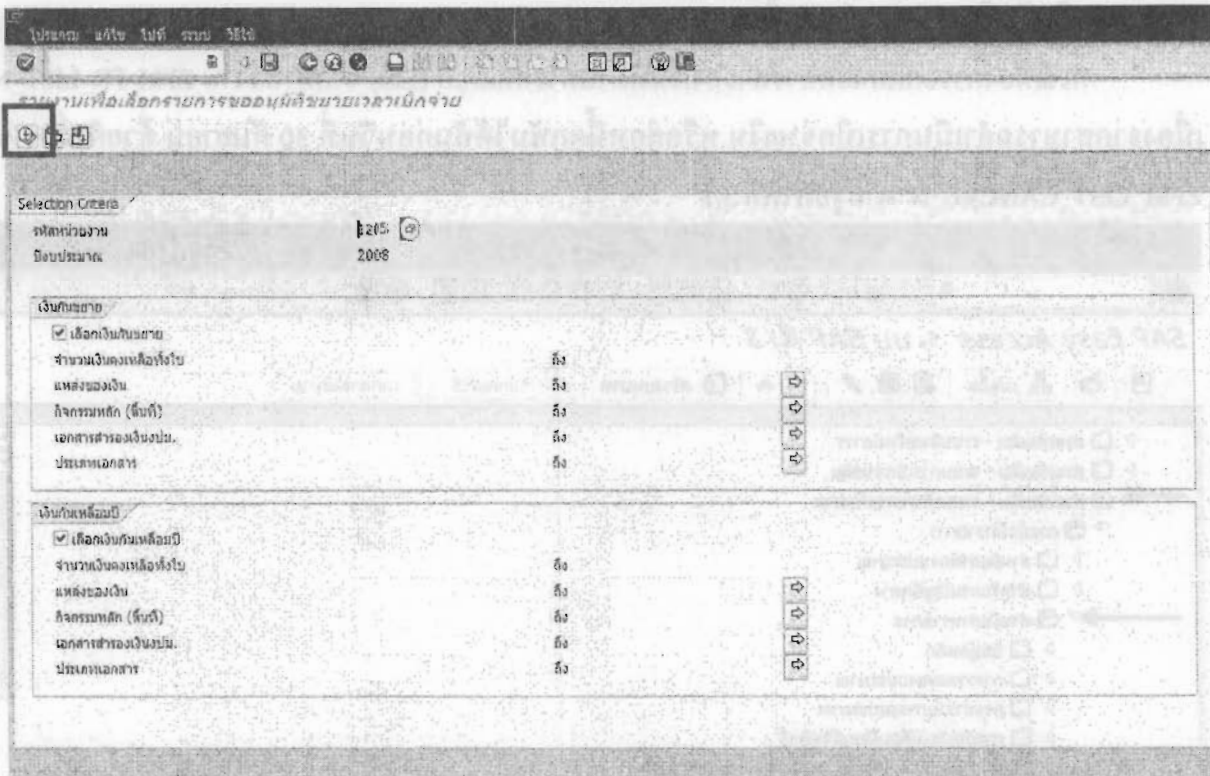 โปรแกรม แก้ไข ไปที่ ระบบ วิธีใช้
รายงานเพื่อเลือกรายการขออนุมัติขยายเวลาเบิกจ่าย
Selection Criteria
รหัสหน่วยงาน 1205
ปีงบประมาณ 2008
เงินกันขยาย
เลือกเงินกันขยาย
จำนวนเงินคงเหลือทั้งใบ ถึง
แหล่งของเงิน ถึง
กิจกรรมหลัก (พื้นที่) ถึง
เอกสารสำรองเงินงปม. ถึง
ประเภทเอกสาร ถึง
เงินกันเหลื่อมปี
เลือกเงินกันเหลื่อมปี
จำนวนเงินคงเหลือทั้งใบ ถึง
แหล่งของเงิน ถึง
กิจกรรมหลัก (พื้นที่) ถึง
เอกสารสำรองเงินงปม. ถึง
ประเภทเอกสาร ถึง